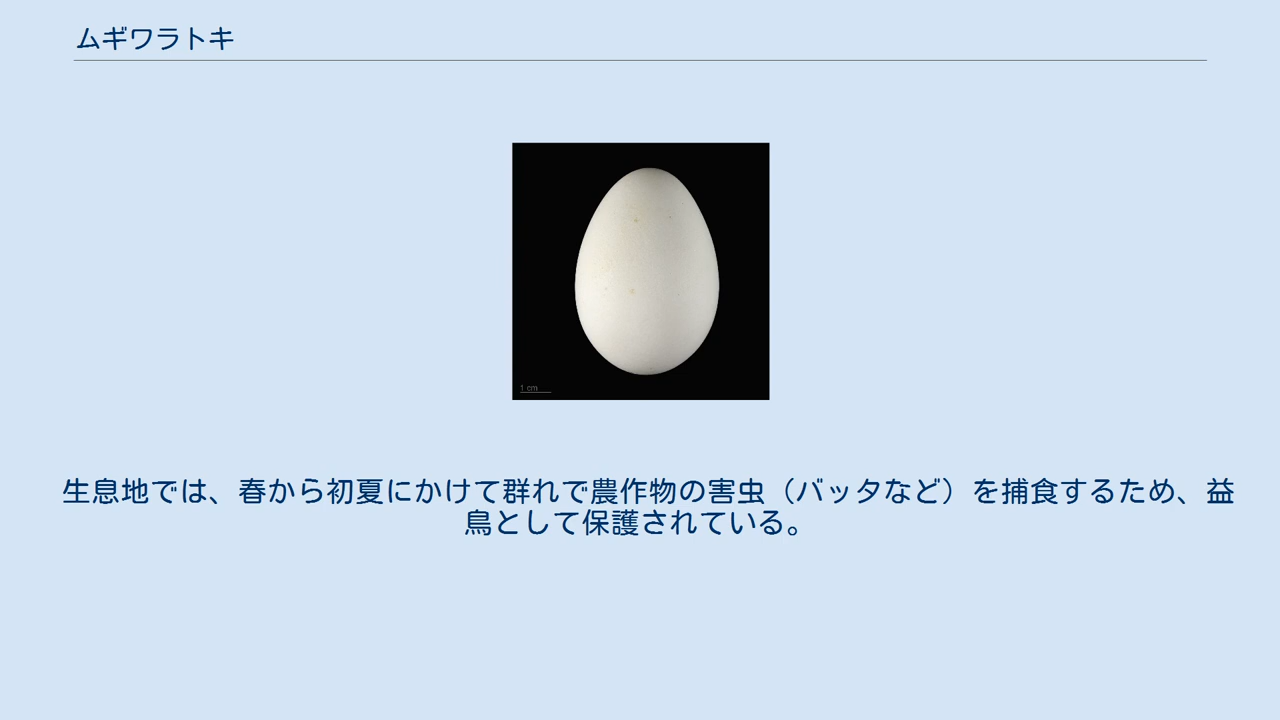 ムギワラトキ
1 cm
生息地では、春から初夏にかけて群れで農作物の害虫（バッタなど）を捕食するため、益
鳥として保護されている。